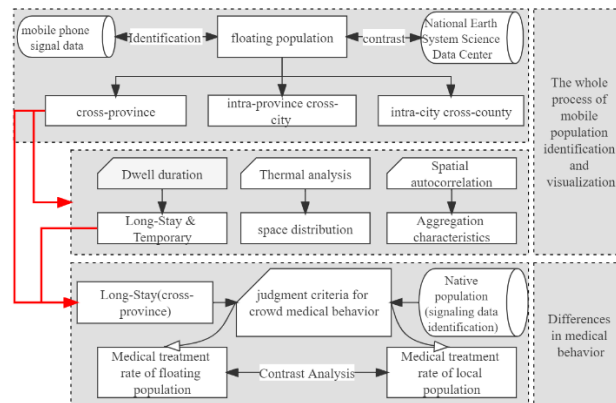 mobile phone
signal data
Identification
floating population
contrast
National Earth
System Science
Data Center
cross-province
intra-province cross-
city
intra-city cross-county
The whole
process of
mobile
population
identification
and
visualization
Dwell duration
Thermal analysis
Spatial
autocorrelation
Long-Stay &
Temporary
space distribution
Aggregation
characteristics
Long-Stay(cross-
province)
judgment criteria for
crowd medical behavior
Native
population
(signaling data
identification)
Differences
in medical
behavior
Medical treatment
rate of floating
population
Contrast Analysis
Medical treatment
rate of local
population